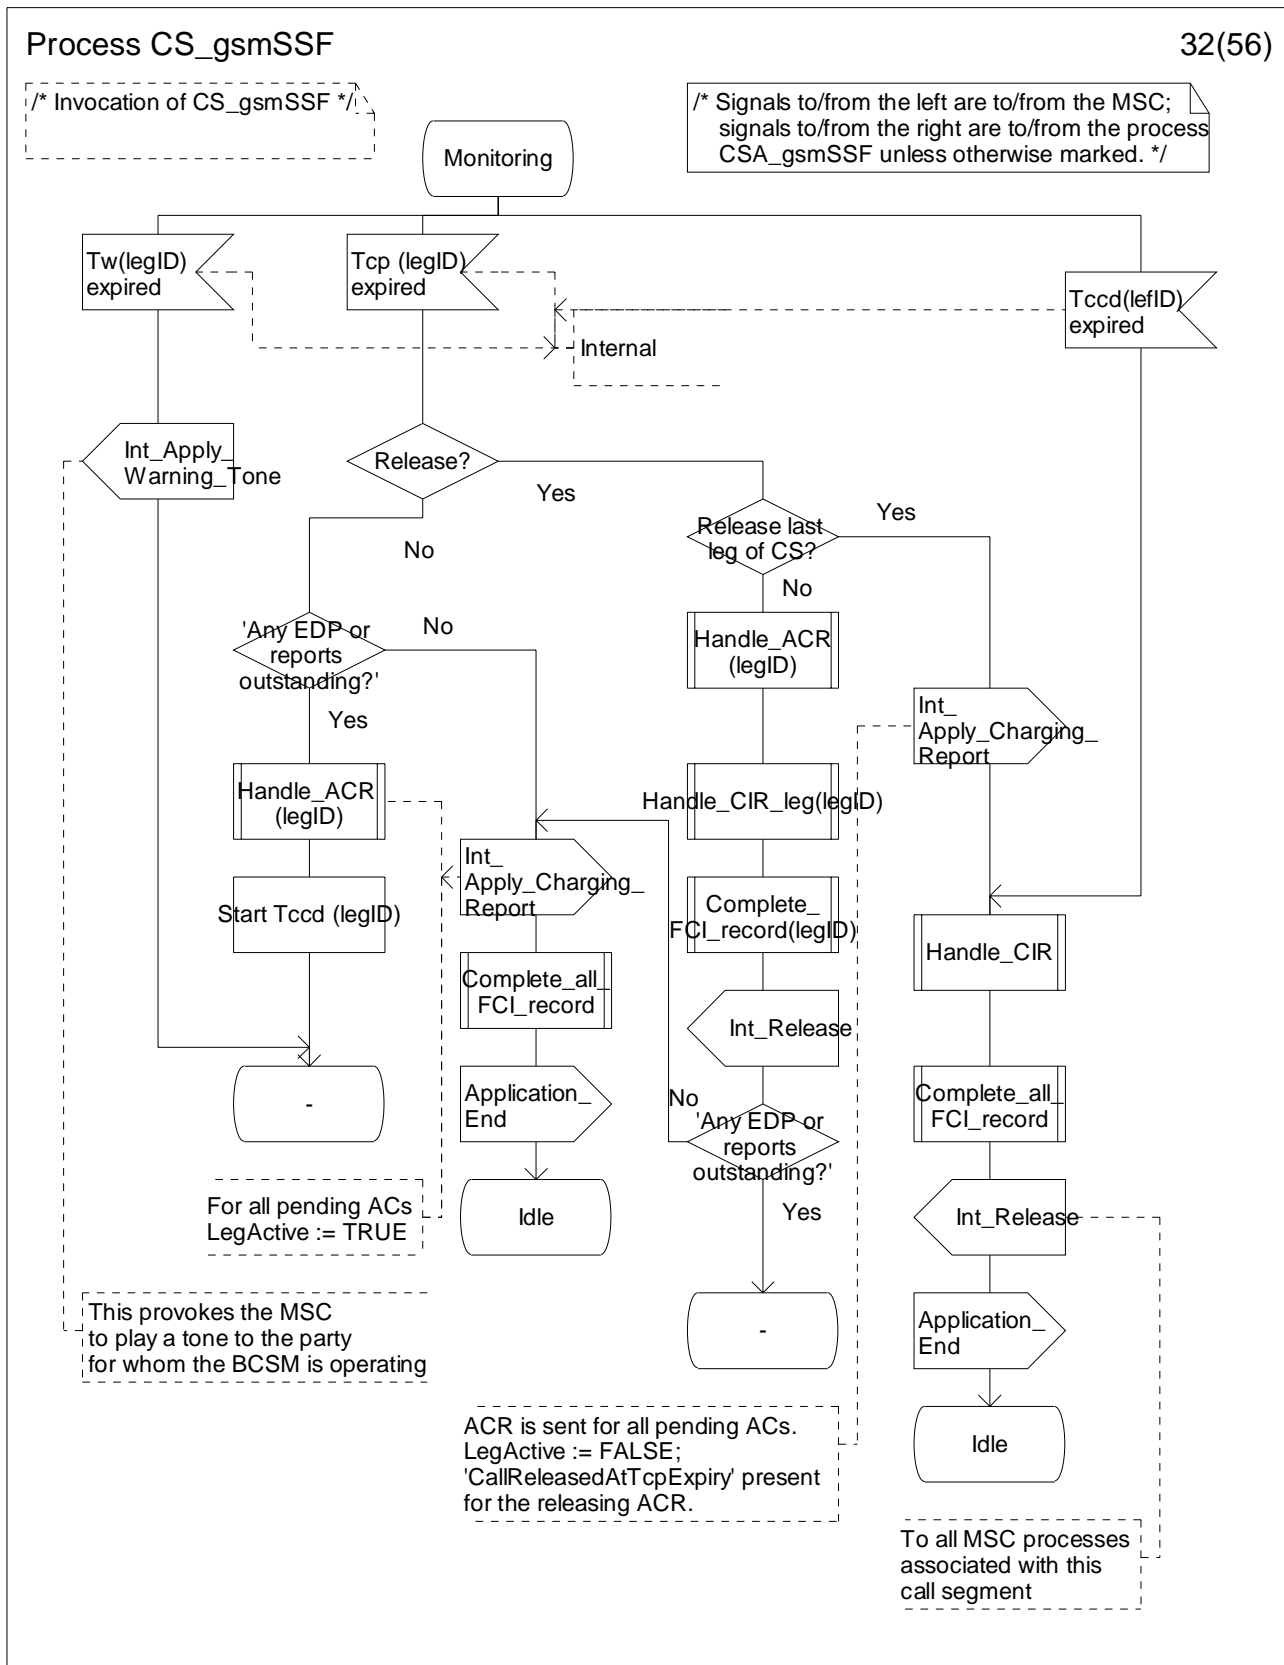 Process CS_gsmSSF
32(56)
/* Invocation of CS_gsmSSF */
/* Signals to/from the left are to/from the MSC;
signals to/from the right are to/from the process
CSA_gsmSSF unless otherwise marked. */
Monitoring
Tw(legID)
expired
Tcp (legID)
expired
Tccd(lefID)
expired
Internal
Int_Apply_
Warning_Tone
Release?
Yes
No
Release last
leg of CS?
Yes
No
'Any EDP or
reports
outstanding?'
No
Yes
Handle_ACR
(legID)
Int_
Apply_Charging_
Report
Handle_ACR
(legID)
Handle_CIR_leg(legID)
Int_
Apply_Charging_
Report
Start Tccd (legID)
Complete_
FCI_record(legID)
Handle_CIR
Complete_all_
FCI_record
Int_Release
Application_
End
No
'Any EDP or
reports
outstanding?'
Yes
Complete_all_
FCI_record
-
For all pending ACs
LegActive := TRUE
Idle
Int_Release
This provokes the MSC
to play a tone to the party
for whom the BCSM is operating
-
Application_
End
ACR is sent for all pending ACs.
LegActive := FALSE;
'CallReleasedAtTcpExpiry' present
for the releasing ACR.
Idle
To all MSC processes
associated with this
call segment